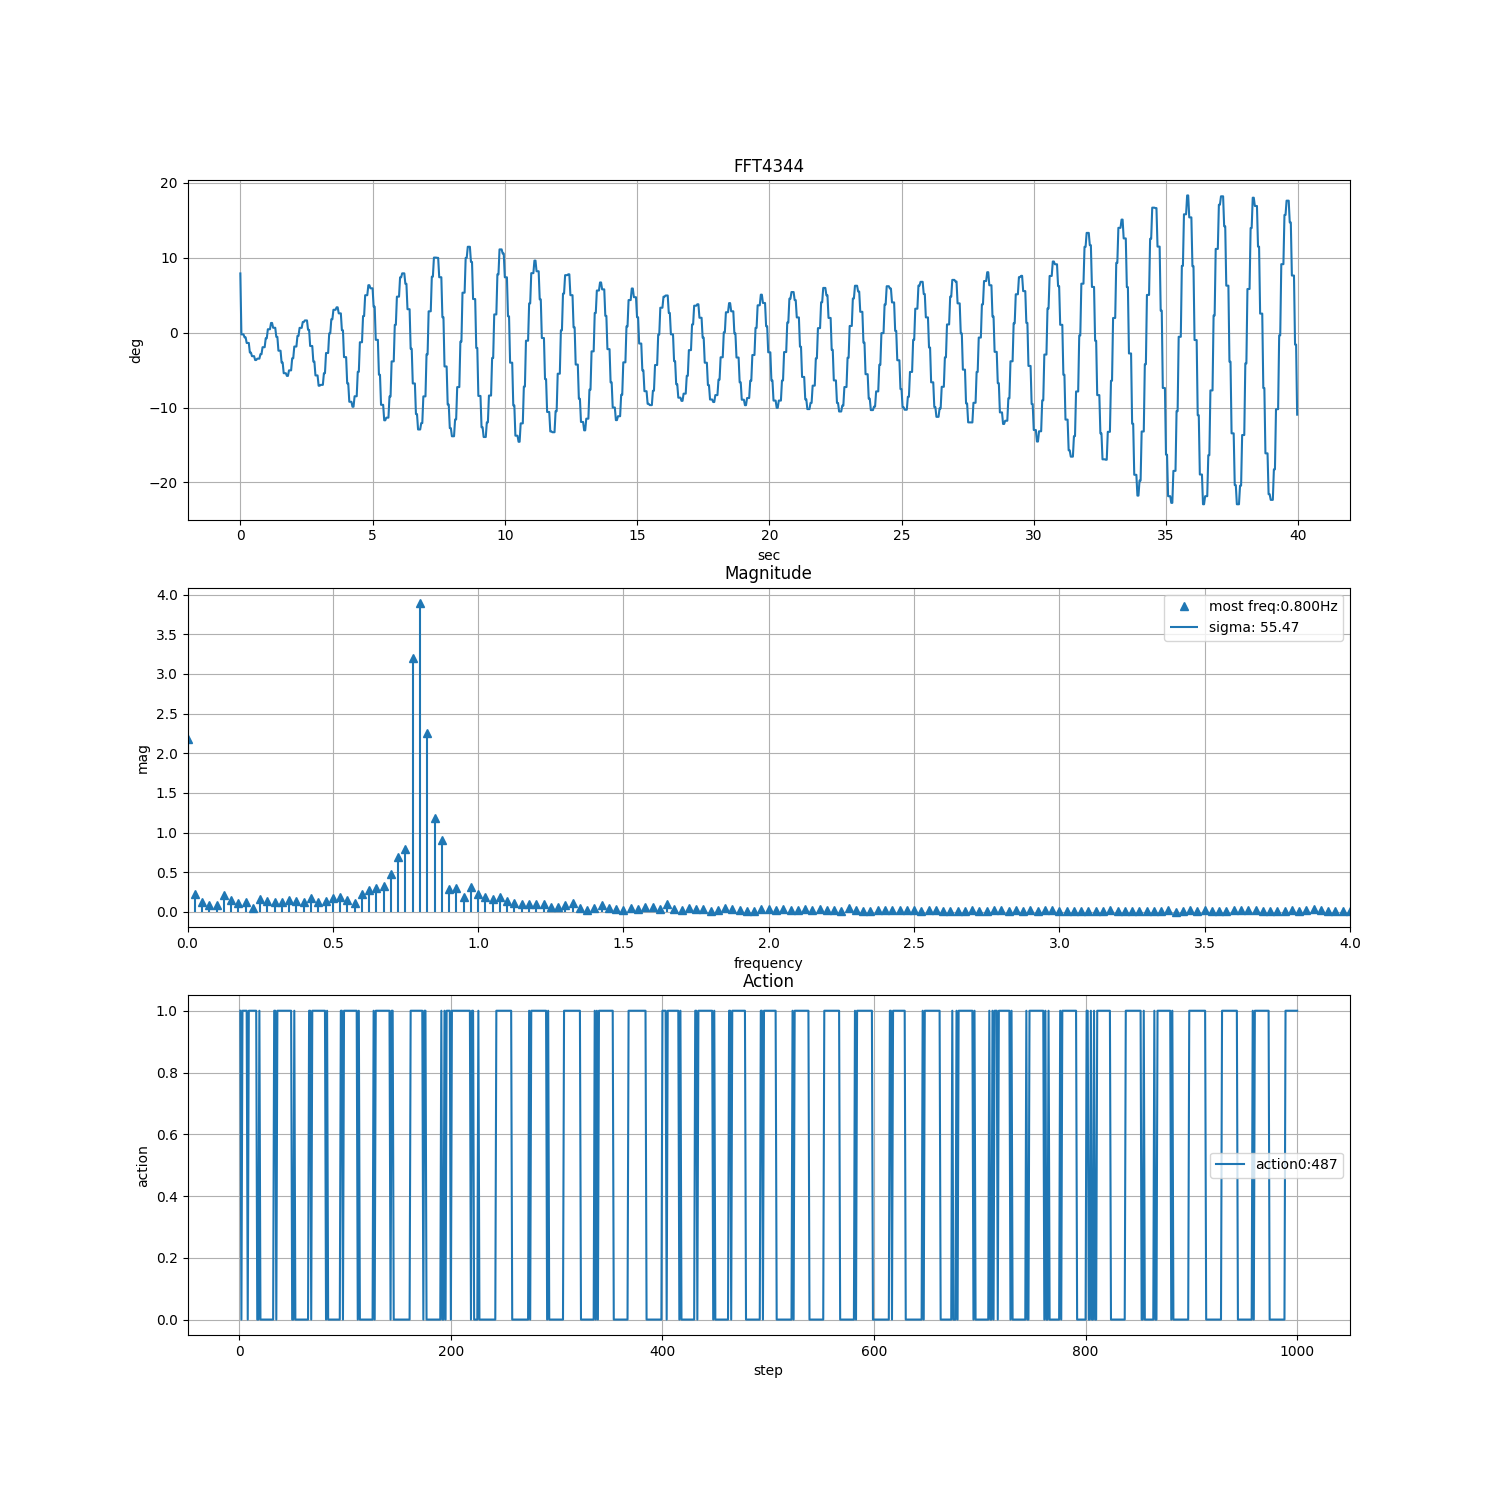 FFT4344
20
10
0
−10
−20
deg
0 5 10 15 20 25 30 35 40
sec
Magnitude
4.0
3.5
3.0
2.5
2.0
1.5
1.0
0.5
0.0
mag
most freq:0.800Hz
sigma: 55.47
0.0 0.5 1.0 1.5 2.0 2.5 3.0 3.5 4.0
frequency
Action
1.0
0.8
0.6
0.4
0.2
0.0
action
action0:487
0 200 400 600 800 1000
step